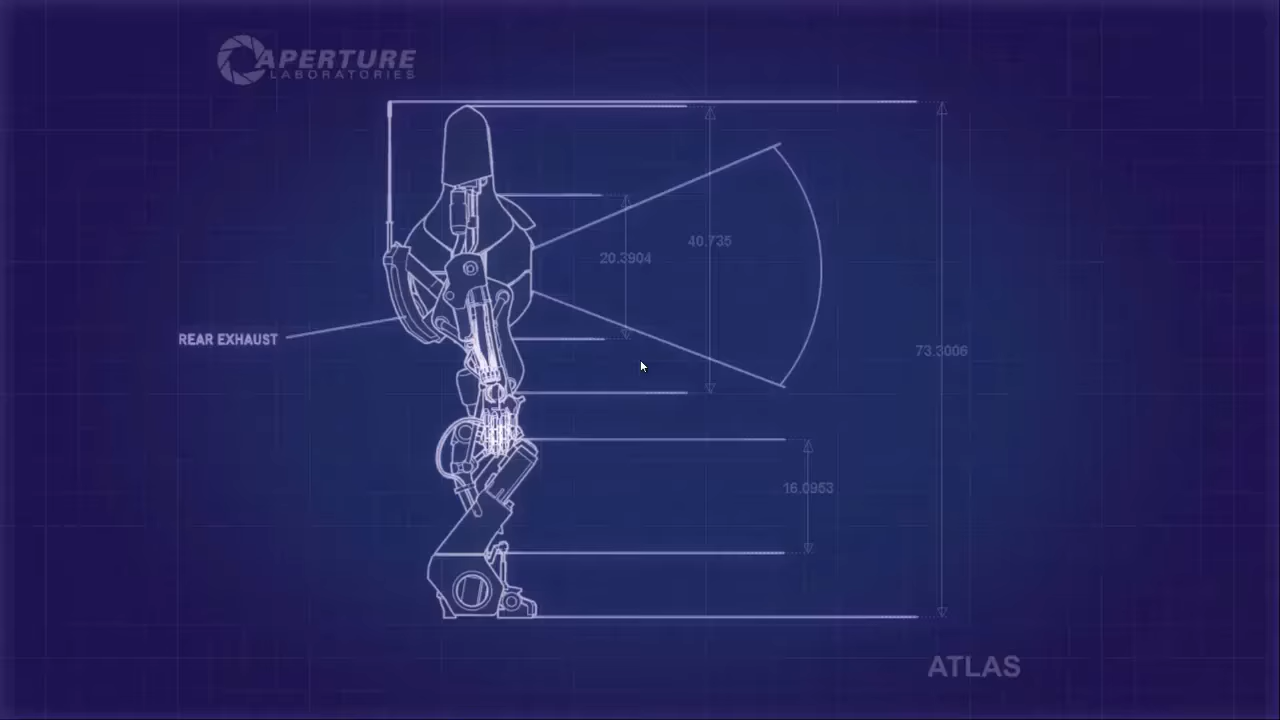 APERTURE
LABORATORIES
40.735
20.3904
REAR EXHAUST
73.3006
16.0953
ATLAS